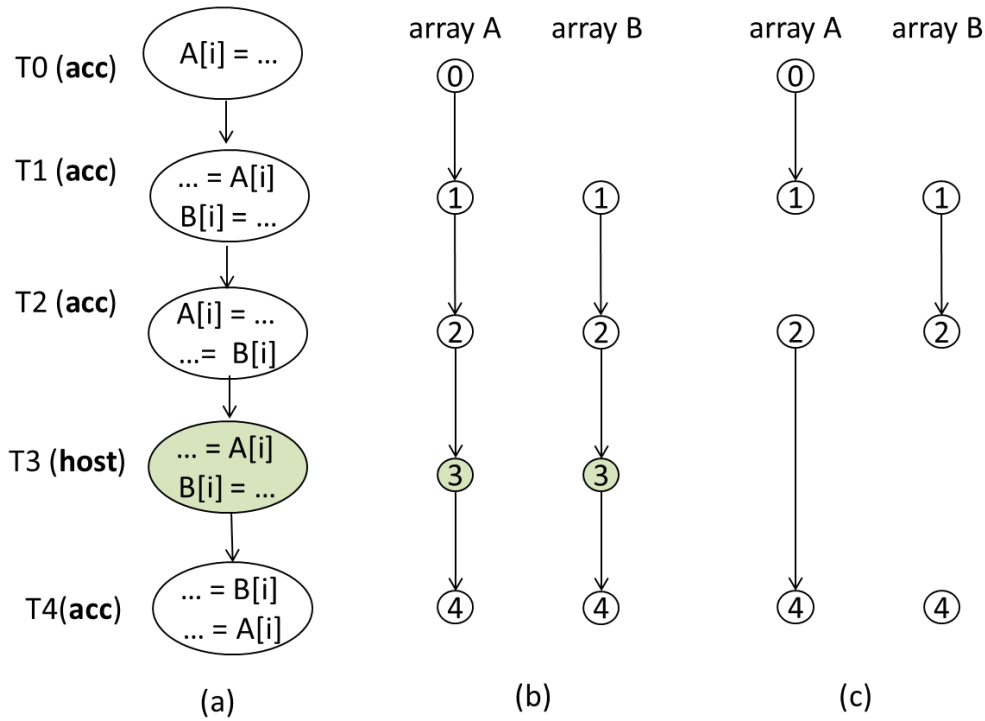 array A array B array A array B
T0 (acc) A[i] = ... 0 0
T1 (acc) ... = A[i]
B[i] = ... 1 1 1 1
T2 (acc) A[i] = ...
...= B[i] 2 2 2 2
T3 (host) ... = A[i]
B[i] = ... 3 3
T4(acc) ... = B[i]
... = A[i] 4 4 4 4
(a) (b) (c)